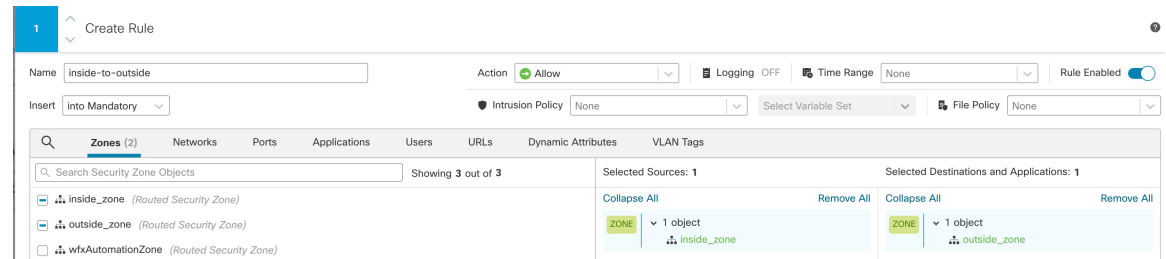 1 Create Rule ?
Name inside-to-outside Action Allow Logging OFF Time Range None Rule Enabled
Insert into Mandatory Intrusion Policy None Select Variable Set File Policy None
Zones (2) Networks Ports Applications Users URLs Dynamic Attributes VLAN Tags
Search Security Zone Objects Showing 3 out of 3 Selected Sources: 1 Selected Destinations and Applications: 1
inside_zone (Routed Security Zone) Collapse All Remove All Collapse All Remove All
outside_zone (Routed Security Zone) ZONE 1 object ZONE 1 object
inside_zone outside_zone
wfxAutomationZone (Routed Security Zone)